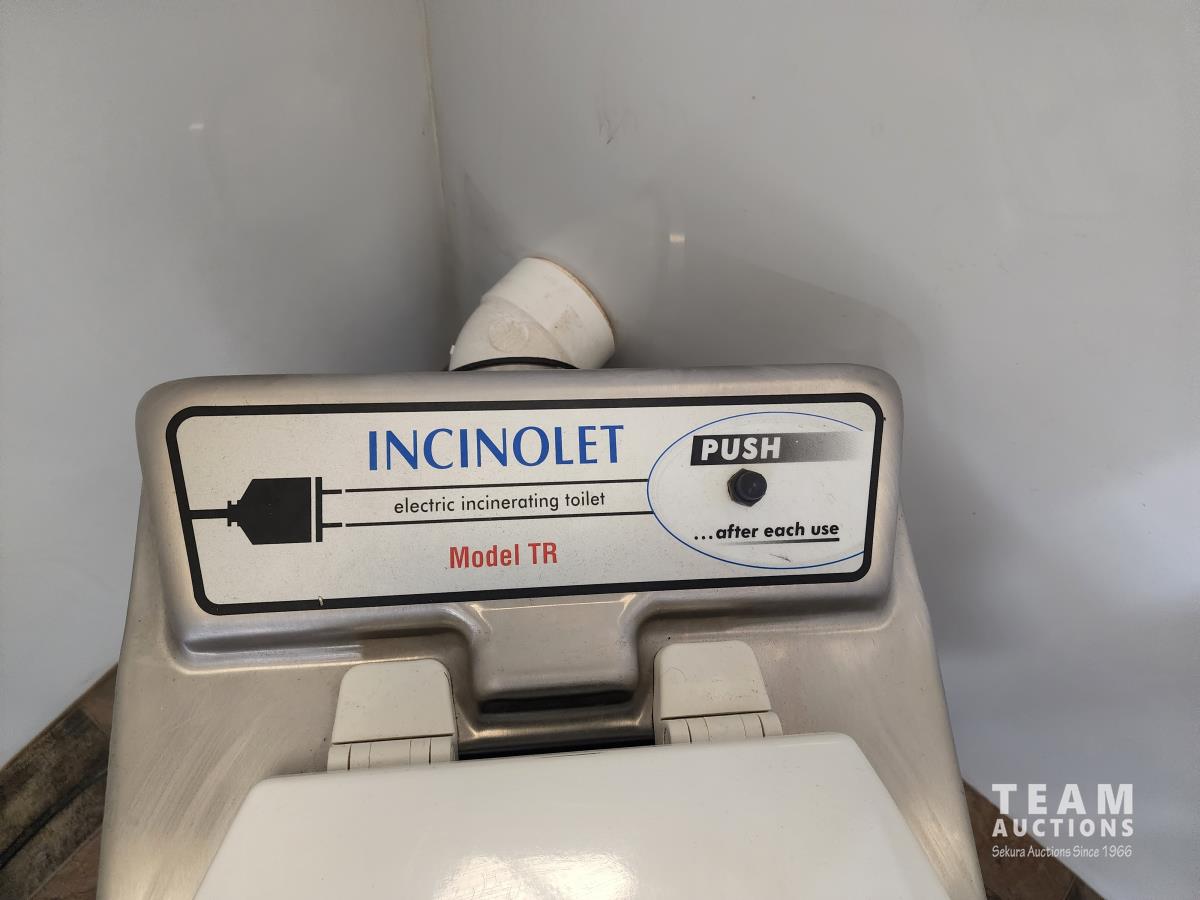 INCINOLET
electric incinerating toilet
Model TR
PUSH
...after each use
TEAM
AUCTIONS
Sekura Auctions Since 1966